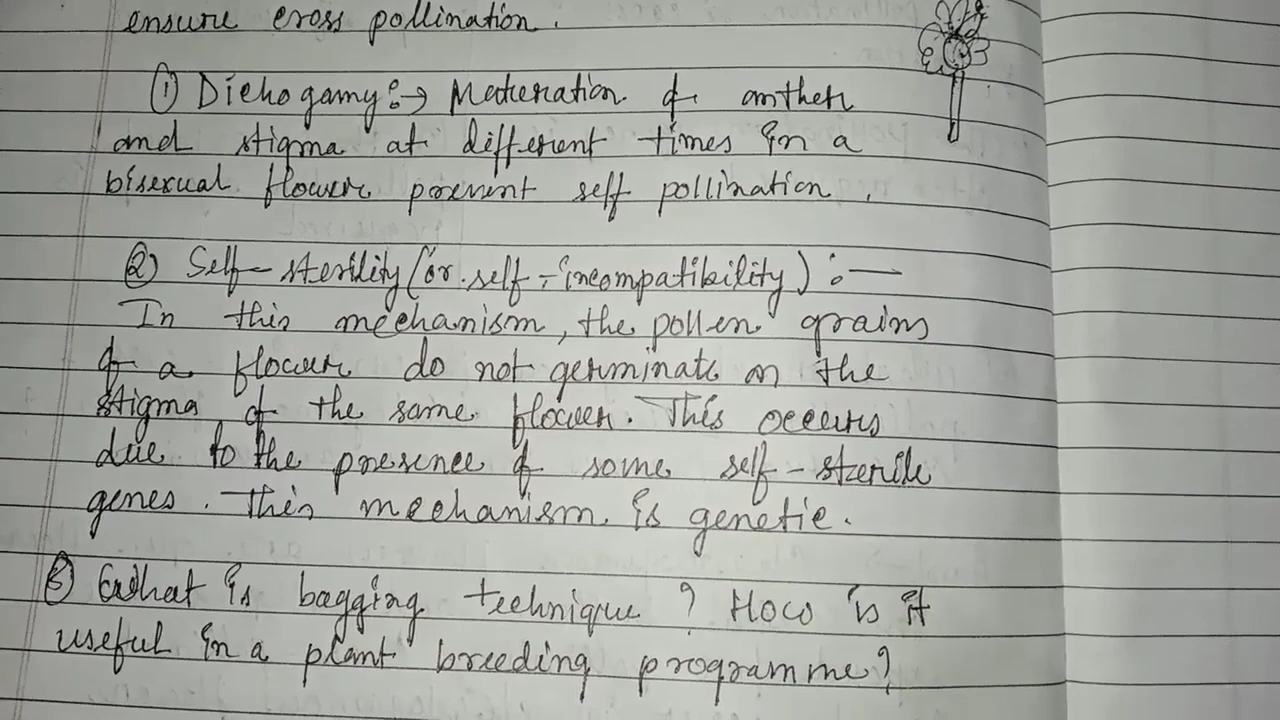 ensure cross pollination.
① Dichogamy :→ Maturation of anther
and stigma at different times in a
bisexual flower prevent self pollination.
② Self-sterility (or self-incompatibility) :—
In this mechanism, the pollen grains
of a flower do not germinate on the
stigma of the same flower. This occurs
due to the presence of some self-sterile
genes. This mechanism is genetic.
③ What is bagging technique? How is it
useful in a plant breeding programme?